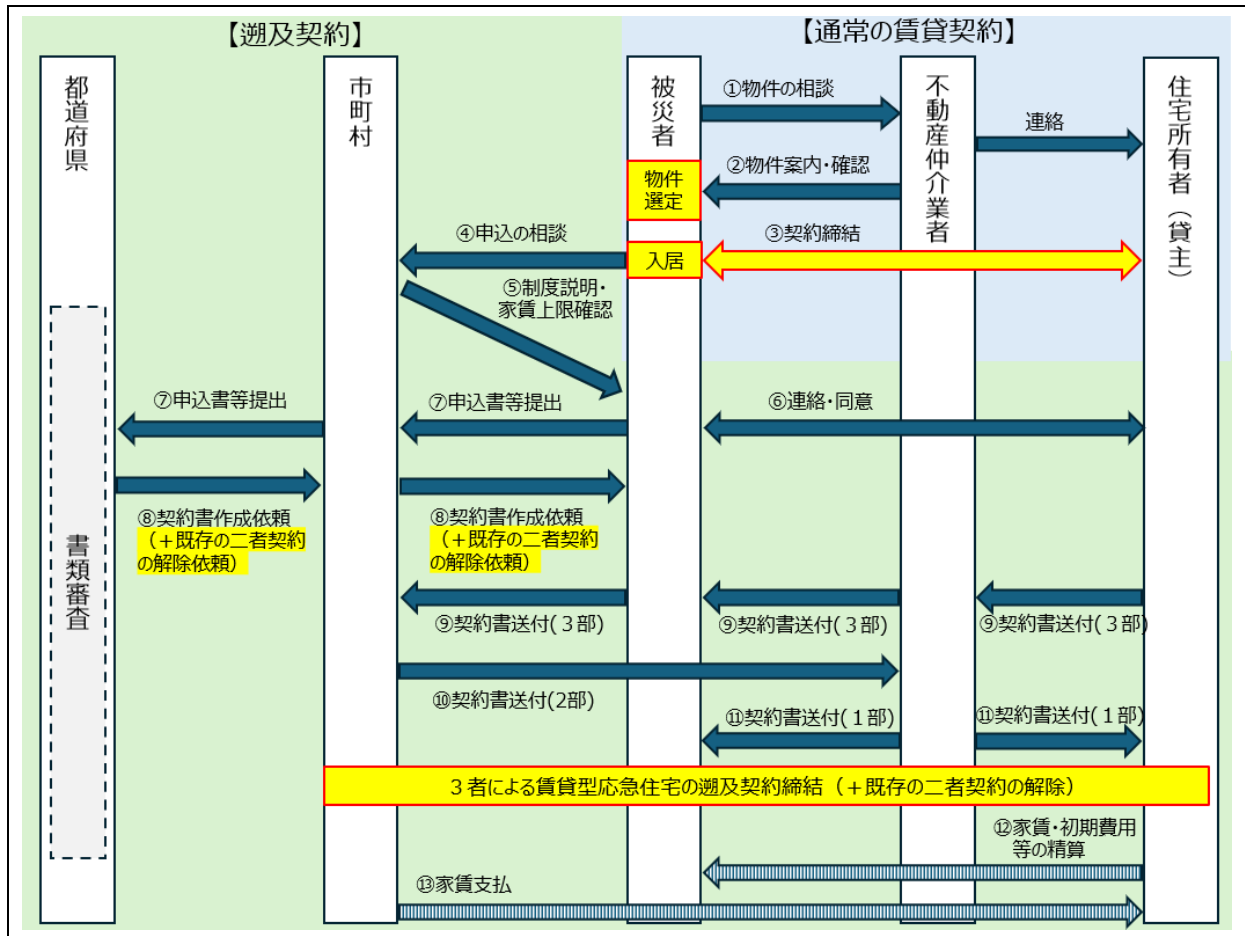 【遡及契約】
【通常の賃貸契約】
都道府県
市町村
被災者
不動産仲介業者
住宅所有者（貸主）
①物件の相談
連絡
②物件案内・確認
物件
選定
③契約締結
入居
④申込の相談
⑤制度説明・
家賃上限確認
⑥連絡・同意
⑦申込書等提出
⑦申込書等提出
書類審査
⑧契約書作成依頼
（+既存の二者契約
の解除依頼）
⑧契約書作成依頼
（+既存の二者契約
の解除依頼）
⑨契約書送付(３部)
⑨契約書送付(３部)
⑨契約書送付(３部)
⑩契約書送付(2部)
⑪契約書送付(１部)
⑪契約書送付(１部)
３者による賃貸型応急住宅の遡及契約締結（+既存の二者契約の解除）
⑫家賃・初期費用
等の精算
⑬家賃支払